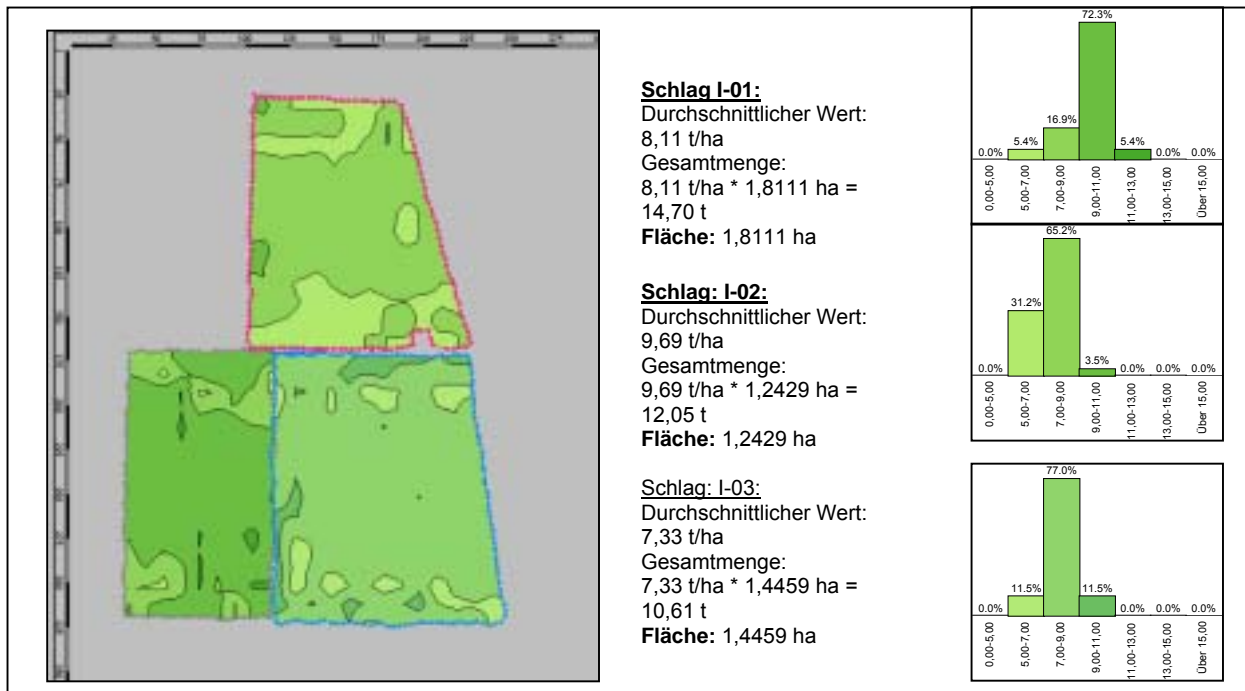 Schlag I-01:
Durchschnittlicher Wert:
8,11 t/ha
Gesamtmenge:
8,11 t/ha * 1,8111 ha =
14,70 t
Fläche: 1,8111 ha
Schlag: I-02:
Durchschnittlicher Wert:
9,69 t/ha
Gesamtmenge:
9,69 t/ha * 1,2429 ha =
12,05 t
Fläche: 1,2429 ha
Schlag: I-03:
Durchschnittlicher Wert:
7,33 t/ha
Gesamtmenge:
7,33 t/ha * 1,4459 ha =
10,61 t
Fläche: 1,4459 ha
72.3%
16.9%
5.4% 5.4%
0.0% 0.0% 0.0%
0,00-5,00
5,00-7,00
7,00-9,00
9,00-11,00
11,00-13,00
13,00-15,00
Über 15,00
65.2%
31.2%
3.5%
0.0% 0.0% 0.0% 0.0%
0,00-5,00
5,00-7,00
7,00-9,00
9,00-11,00
11,00-13,00
13,00-15,00
Über 15,00
77.0%
11.5% 11.5%
0.0% 0.0% 0.0% 0.0%
0,00-5,00
5,00-7,00
7,00-9,00
9,00-11,00
11,00-13,00
13,00-15,00
Über 15,00